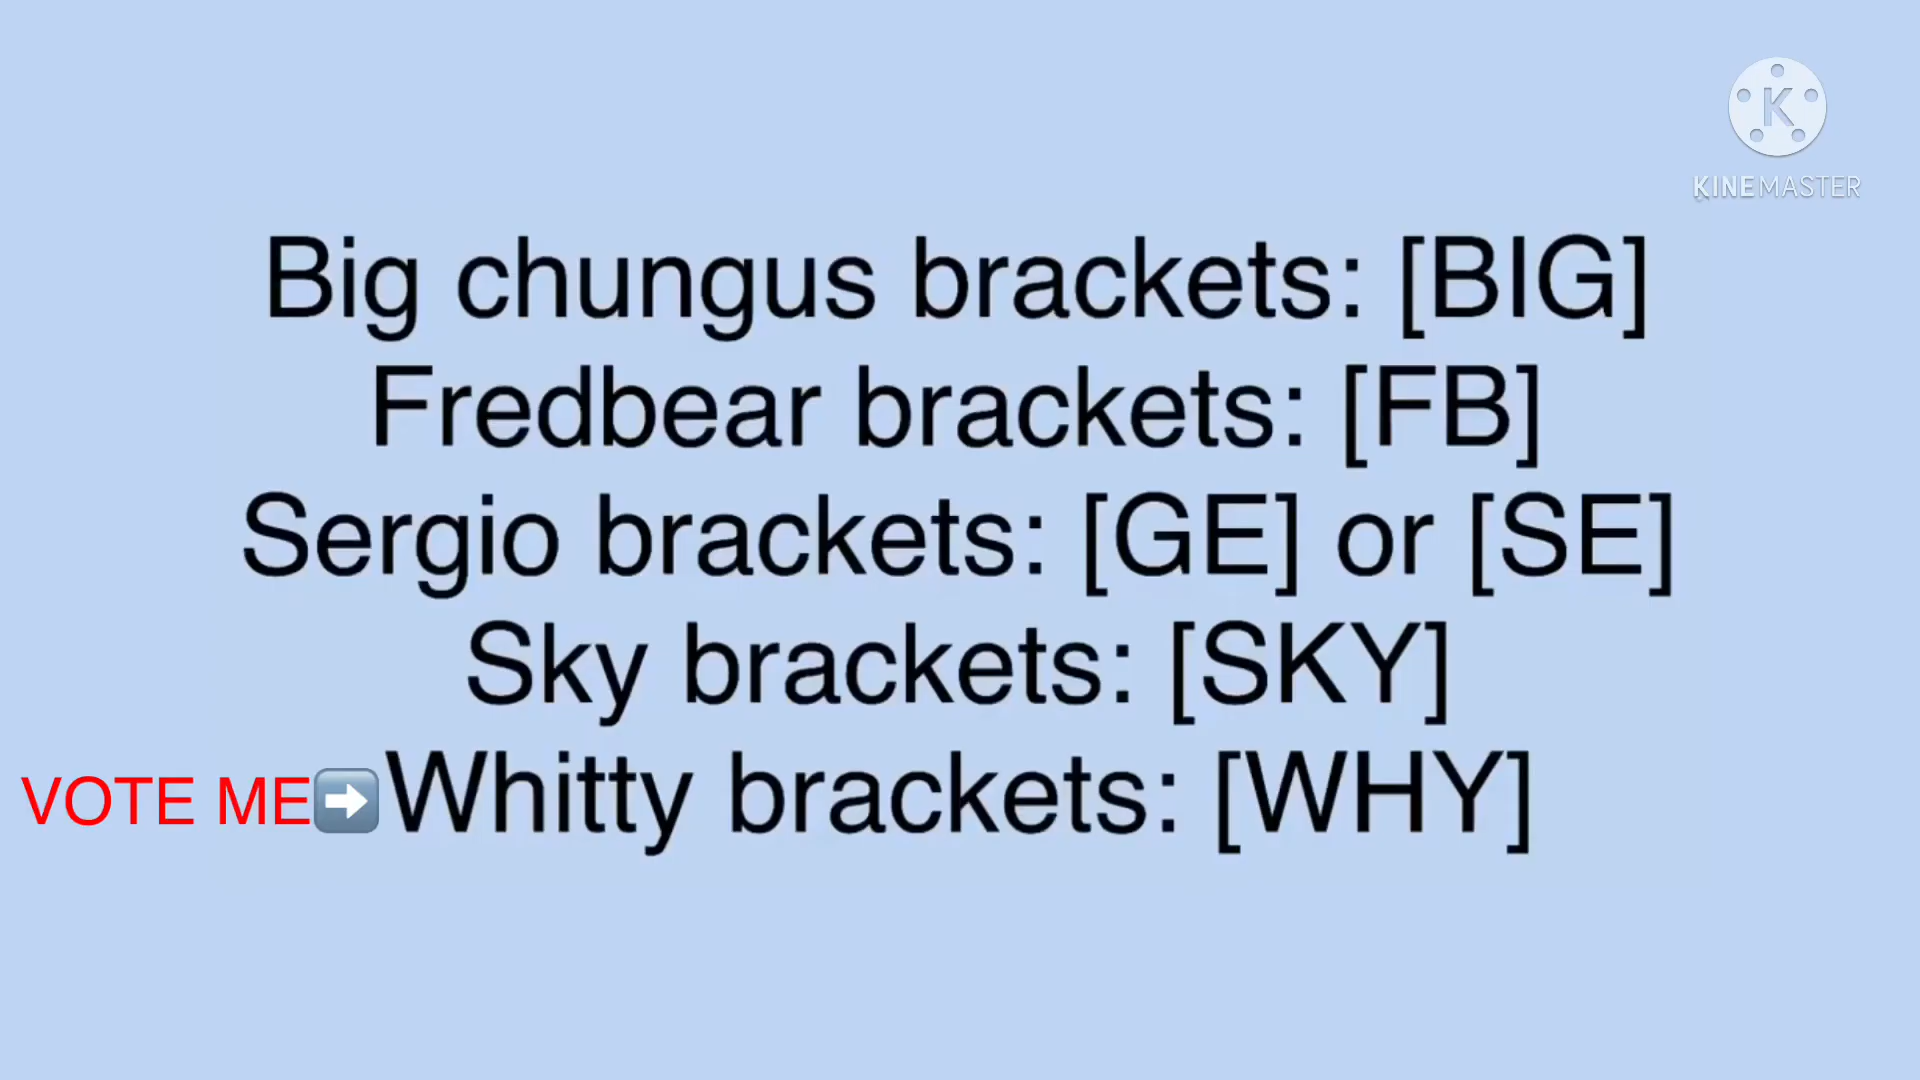 K
KINEMASTER
Big chungus brackets: [BIG]
Fredbear brackets: [FB]
Sergio brackets: [GE] or [SE]
Sky brackets: [SKY]
VOTE ME➡️Whitty brackets: [WHY]